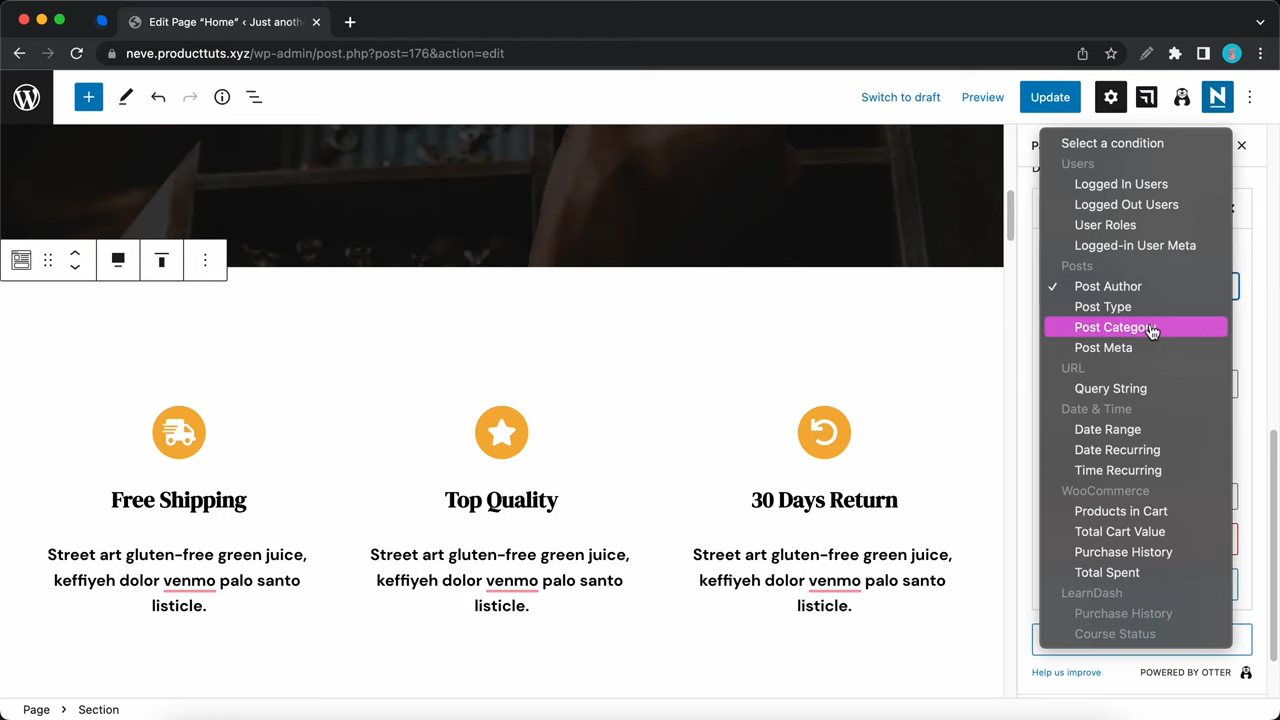 Edit Page “Home” ‹ Just anoth
neve.producttuts.xyz/wp-admin/post.php?post=176&action=edit
Switch to draft
Preview
Update
N
Select a condition
Users
Logged In Users
Logged Out Users
User Roles
Logged-in User Meta
Posts
Post Author
Post Type
Post Category
Post Meta
URL
Query String
Date & Time
Date Range
Date Recurring
Time Recurring
WooCommerce
Products in Cart
Total Cart Value
Purchase History
Total Spent
LearnDash
Purchase History
Course Status
Free Shipping
Top Quality
30 Days Return
Street art gluten-free green juice,
keffiyeh dolor venmo palo santo
listicle.
Street art gluten-free green juice,
keffiyeh dolor venmo palo santo
listicle.
Street art gluten-free green juice,
keffiyeh dolor venmo palo santo
listicle.
Help us improve
POWERED BY OTTER
Page
Section